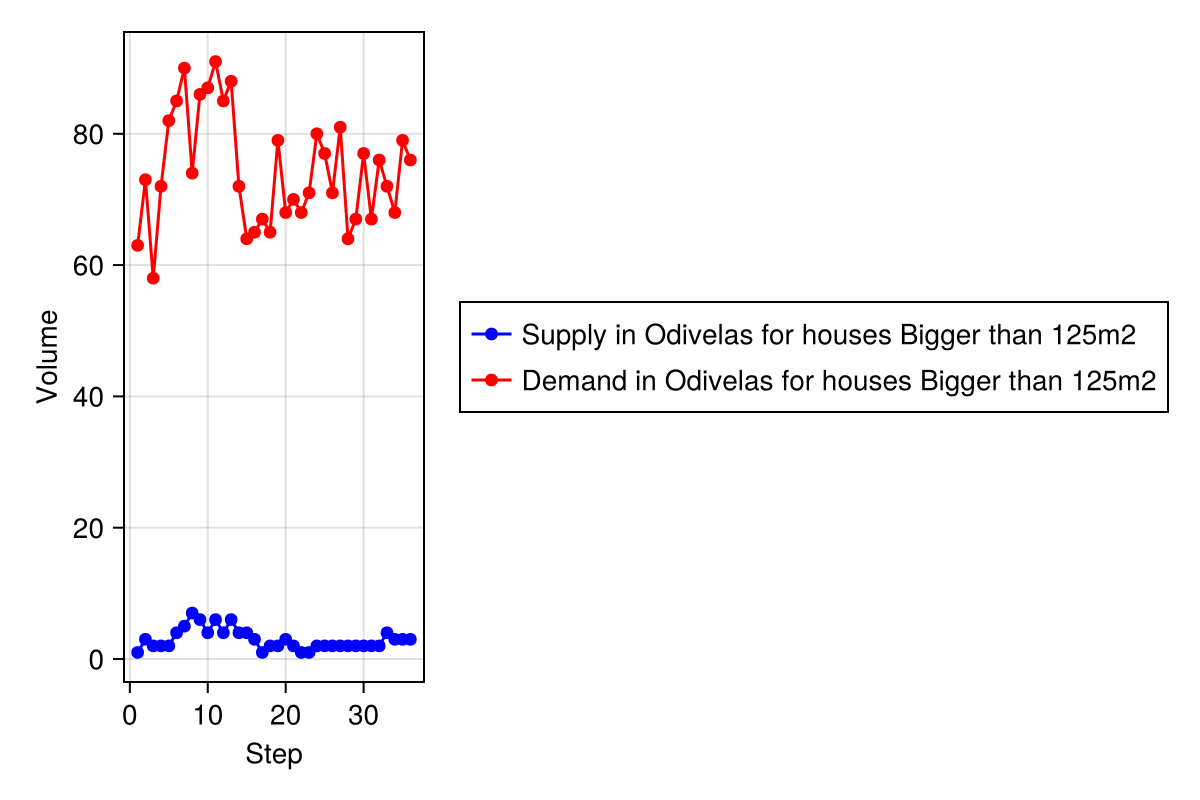 80
60
40
20
0
Volume
0 10 20 30
Step
Supply in Odivelas for houses Bigger than 125m2
Demand in Odivelas for houses Bigger than 125m2